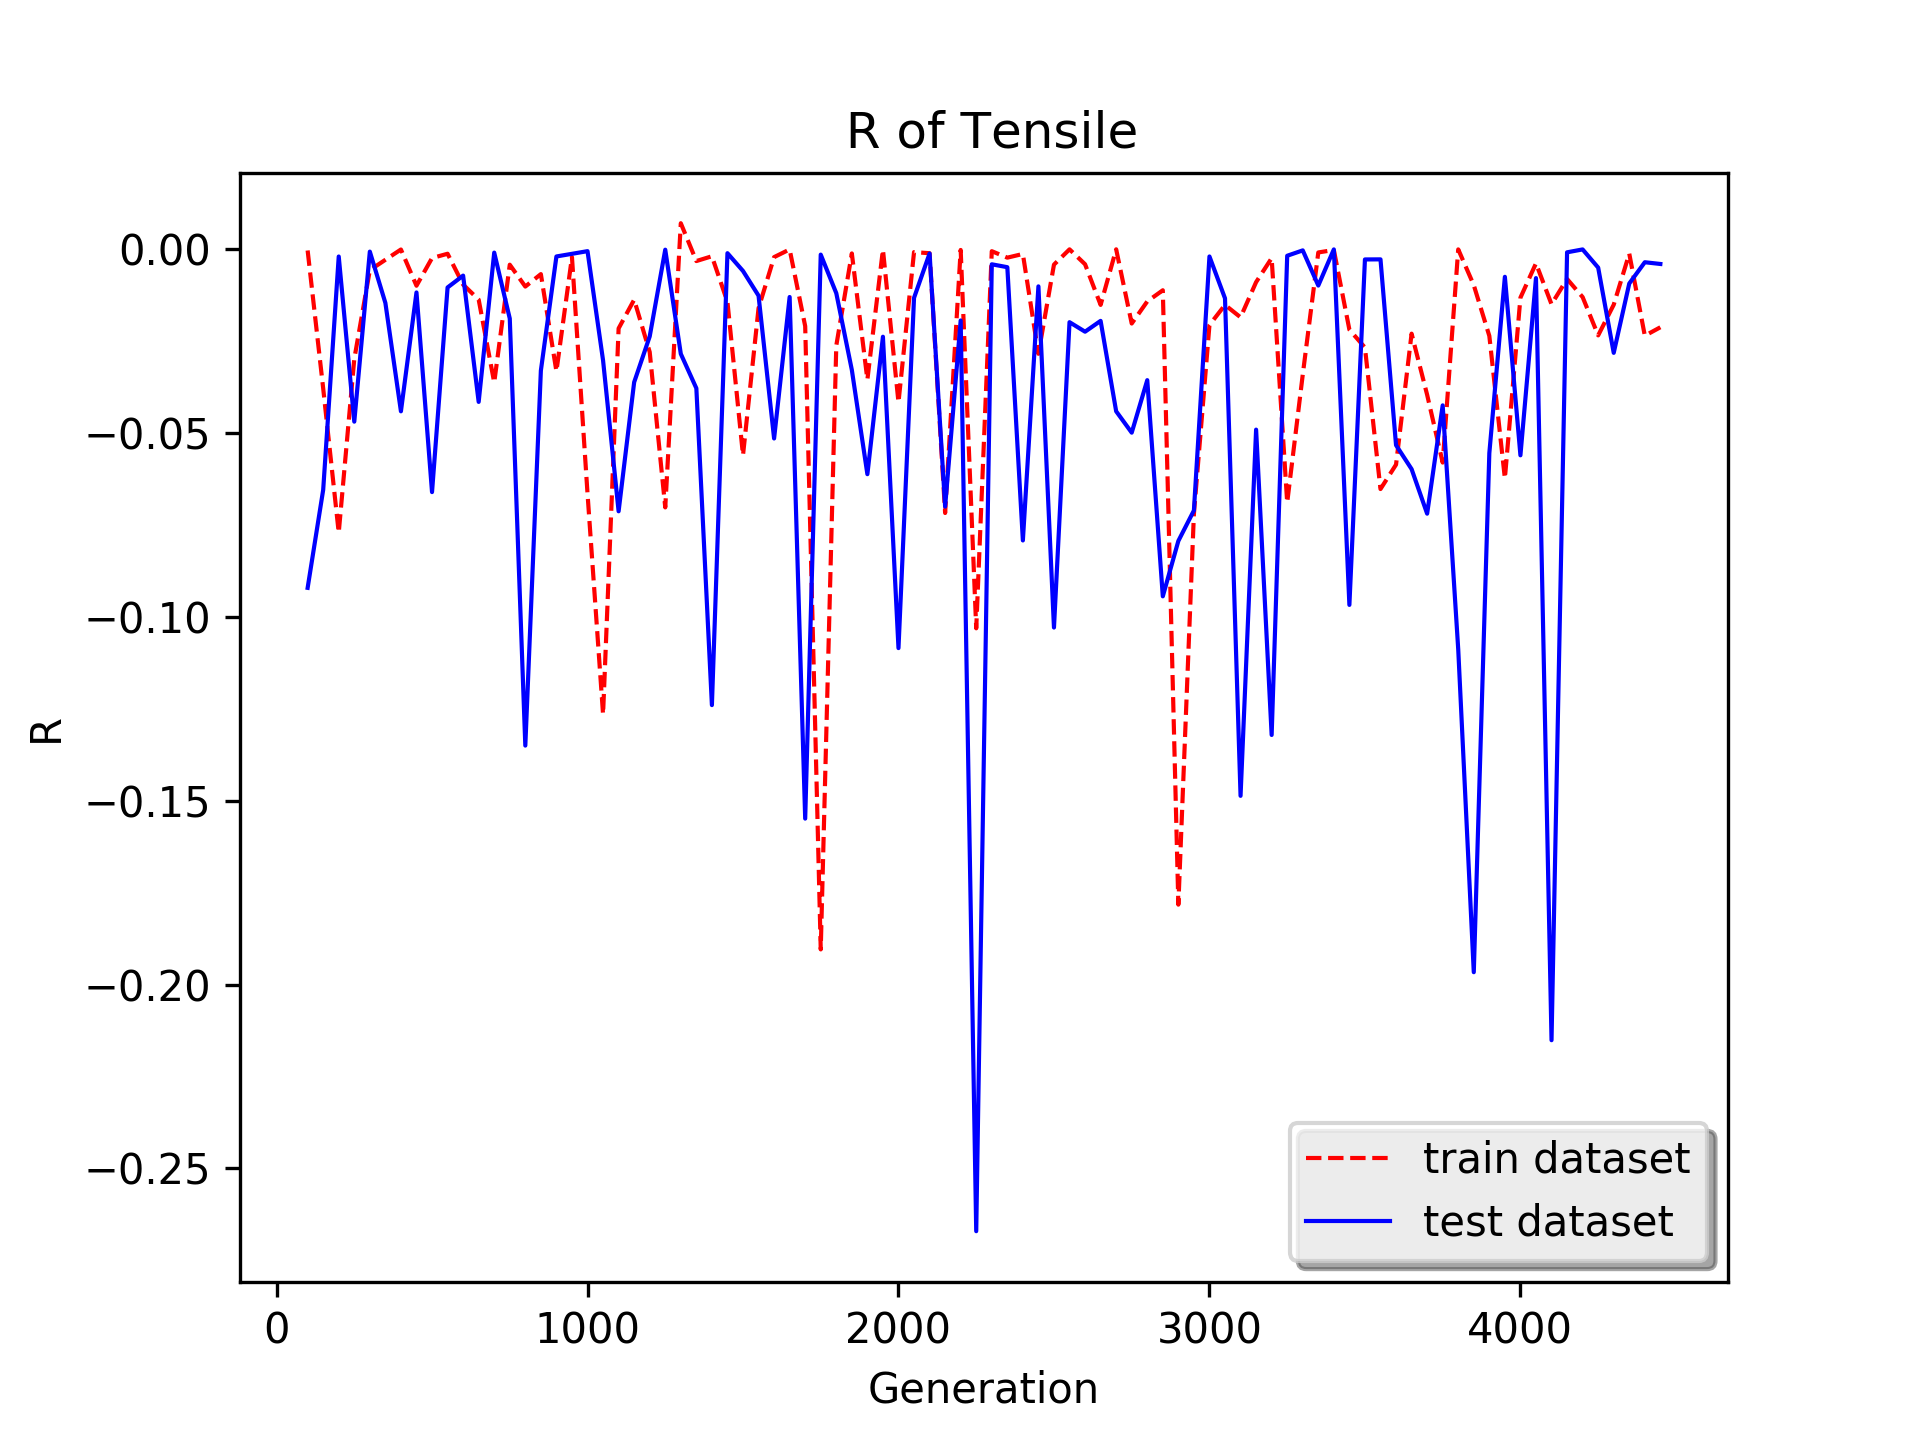 R of Tensile
0.00
−0.05
−0.10
−0.15
−0.20
−0.25
R
train dataset
test dataset
0 1000 2000 3000 4000
Generation